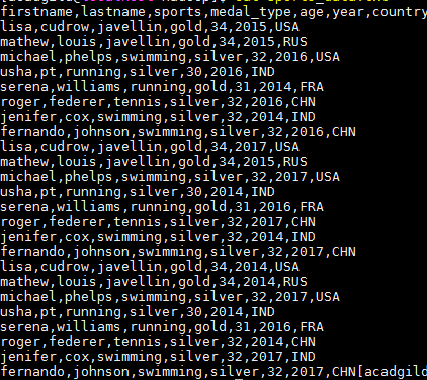 firstname,lastname,sports,medal_type,age,year,country
lisa,cudrow,javellin,gold,34,2015,USA
mathew,louis,javellin,gold,34,2015,RUS
michael,phelps,swimming,silver,32,2016,USA
usha,pt,running,silver,30,2016,IND
serena,williams,running,gold,31,2014,FRA
roger,federer,tennis,silver,32,2016,CHN
jenifer,cox,swimming,silver,32,2014,IND
fernando,johnson,swimming,silver,32,2016,CHN
lisa,cudrow,javellin,gold,34,2017,USA
mathew,louis,javellin,gold,34,2015,RUS
michael,phelps,swimming,silver,32,2017,USA
usha,pt,running,silver,30,2014,IND
serena,williams,running,gold,31,2016,FRA
roger,federer,tennis,silver,32,2017,CHN
jenifer,cox,swimming,silver,32,2014,IND
fernando,johnson,swimming,silver,32,2017,CHN
lisa,cudrow,javellin,gold,34,2014,USA
mathew,louis,javellin,gold,34,2014,RUS
michael,phelps,swimming,silver,32,2017,USA
usha,pt,running,silver,30,2014,IND
serena,williams,running,gold,31,2016,FRA
roger,federer,tennis,silver,32,2014,CHN
jenifer,cox,swimming,silver,32,2017,IND
fernando,johnson,swimming,silver,32,2017,CHN[acadgild